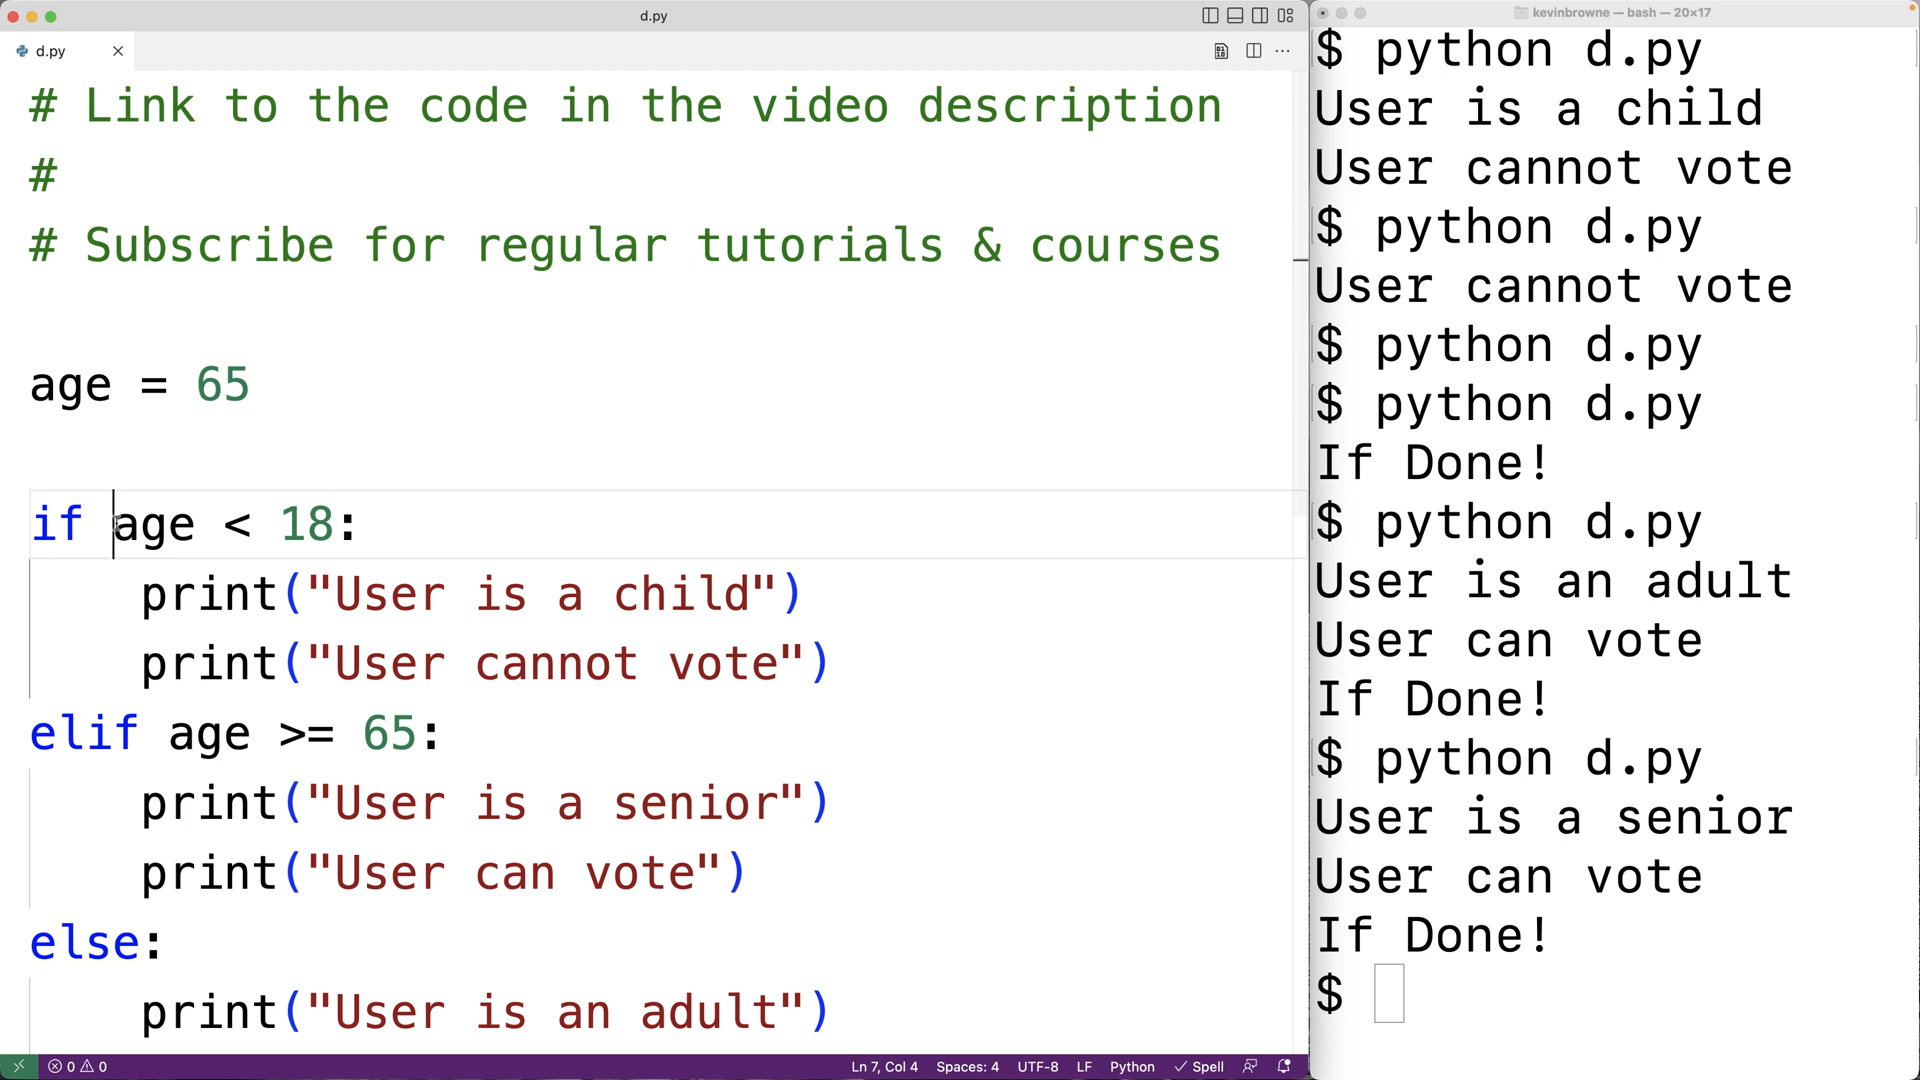 d.py
d.py
# Link to the code in the video description
#
# Subscribe for regular tutorials & courses
age = 65
if age < 18:
print("User is a child")
print("User cannot vote")
elif age >= 65:
print("User is a senior")
print("User can vote")
else:
print("User is an adult")
0 0
Ln 7, Col 4 Spaces: 4 UTF-8 LF Python Spell
kevinbrowne — bash — 20×17
$ python d.py
User is a child
User cannot vote
$ python d.py
User cannot vote
$ python d.py
$ python d.py
If Done!
$ python d.py
User is an adult
User can vote
If Done!
$ python d.py
User is a senior
User can vote
If Done!
$